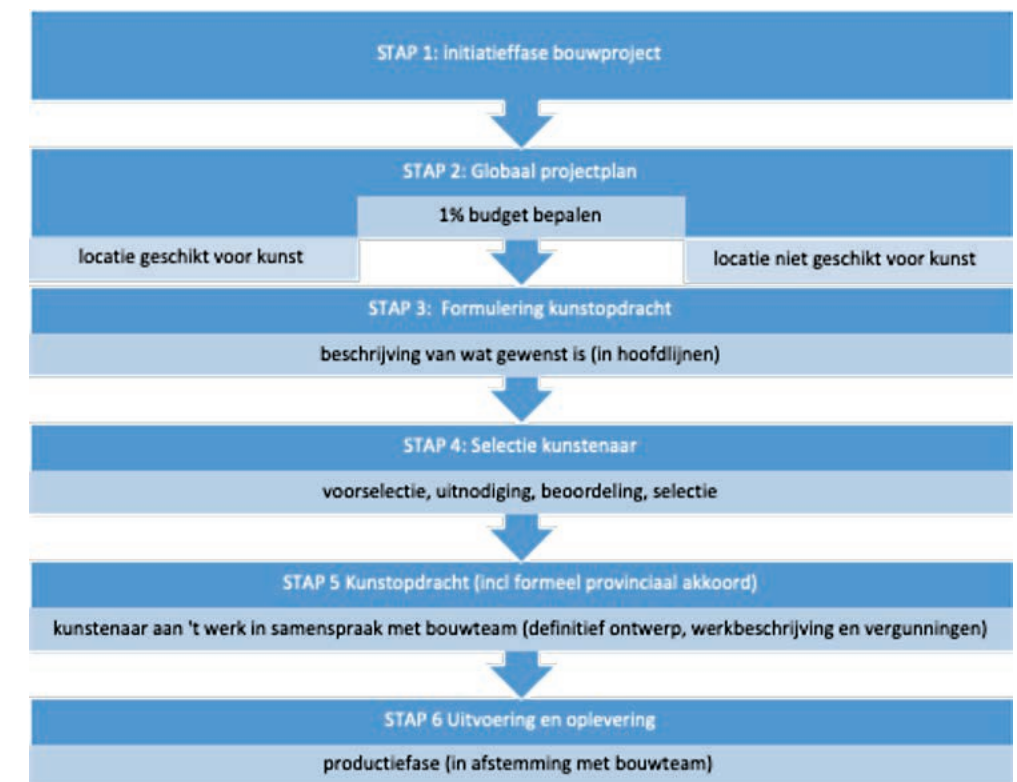 STAP 1: initiatieffase bouwproject
STAP 2: Globaal projectplan
1% budget bepalen
locatie geschikt voor kunst
locatie niet geschikt voor kunst
STAP 3: Formulering kunstopdracht
beschrijving van wat gewenst is (in hoofdlijnen)
STAP 4: Selectie kunstenaar
voorselectie, uitnodiging, beoordeling, selectie
STAP 5 Kunstopdracht (incl formeel provinciaal akkoord)
kunstenaar aan 't werk in samenspraak met bouwteam (definitief ontwerp, werkbeschrijving en vergunningen)
STAP 6 Uitvoering en oplevering
productiefase (in afstemming met bouwteam)